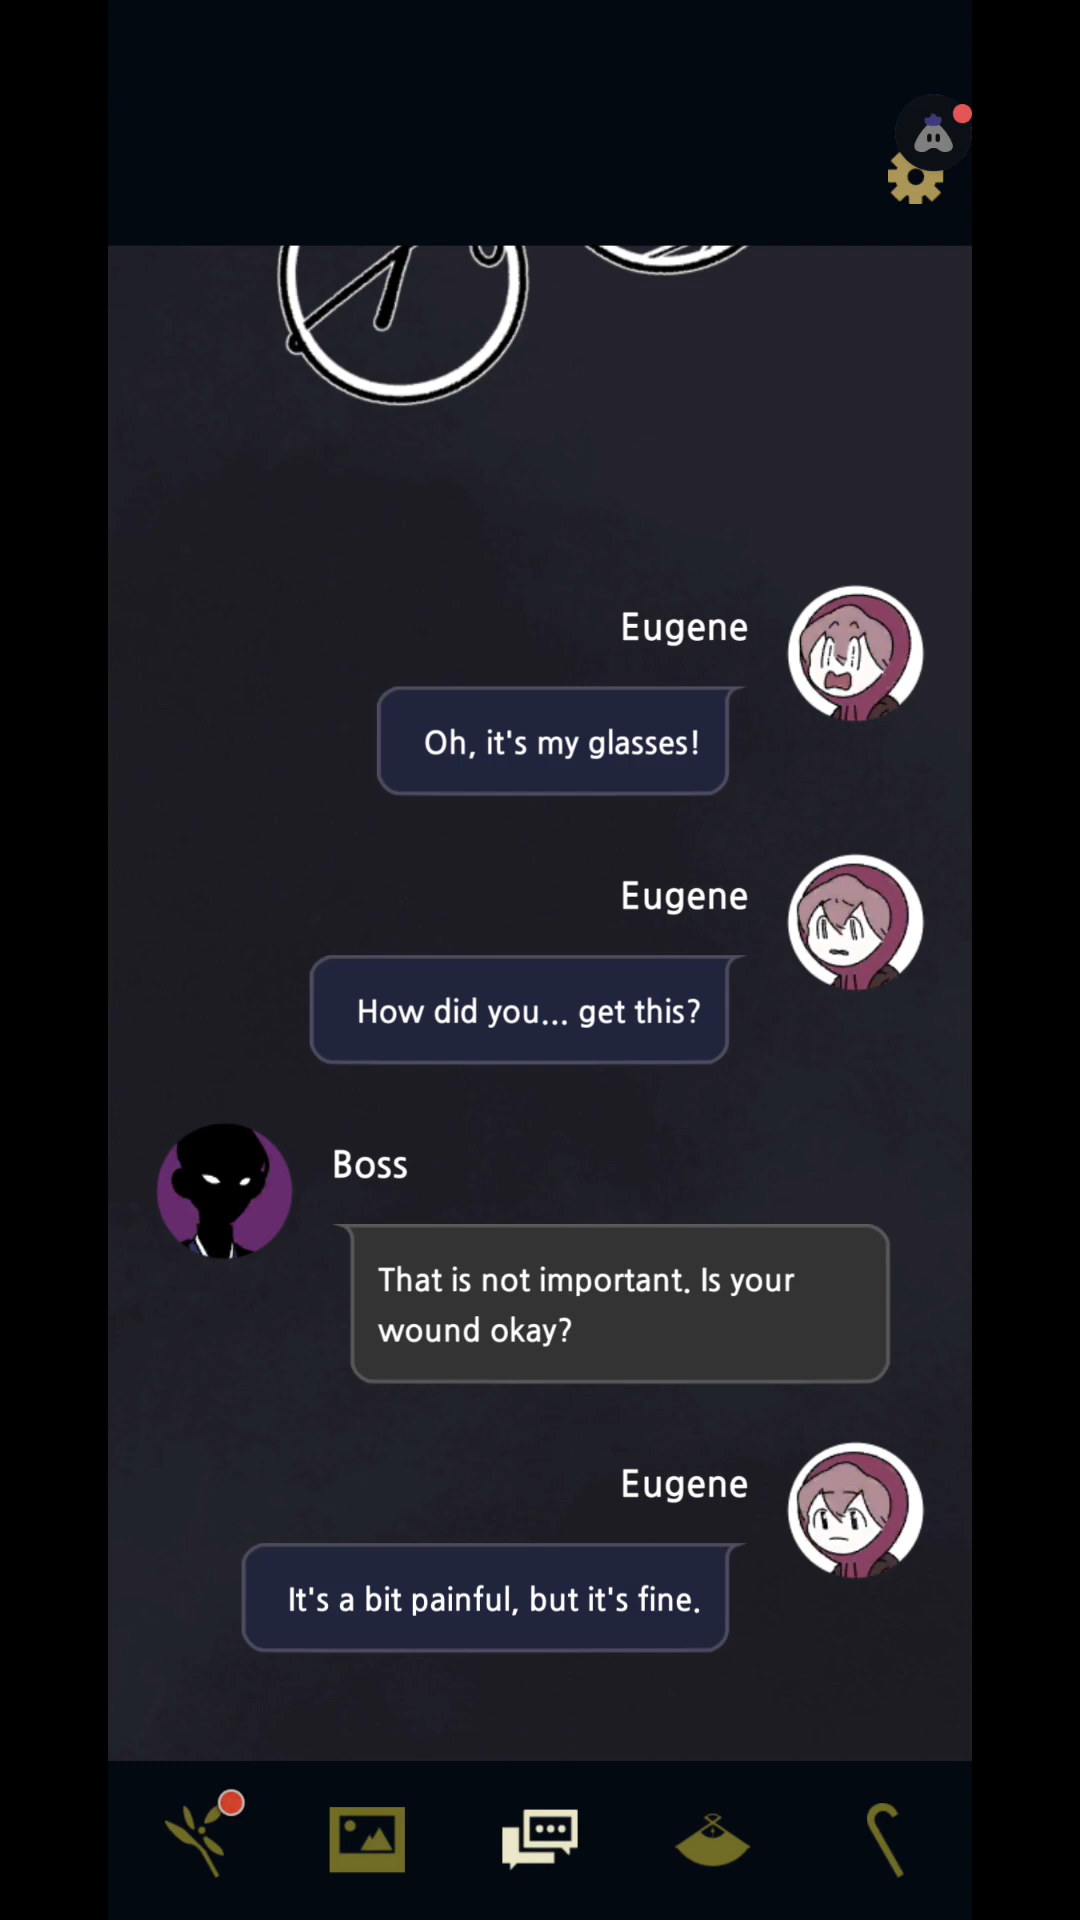 Eugene
Oh, it's my glasses!
Eugene
How did you... get this?
Boss
That is not important. Is your
wound okay?
Eugene
It's a bit painful, but it's fine.